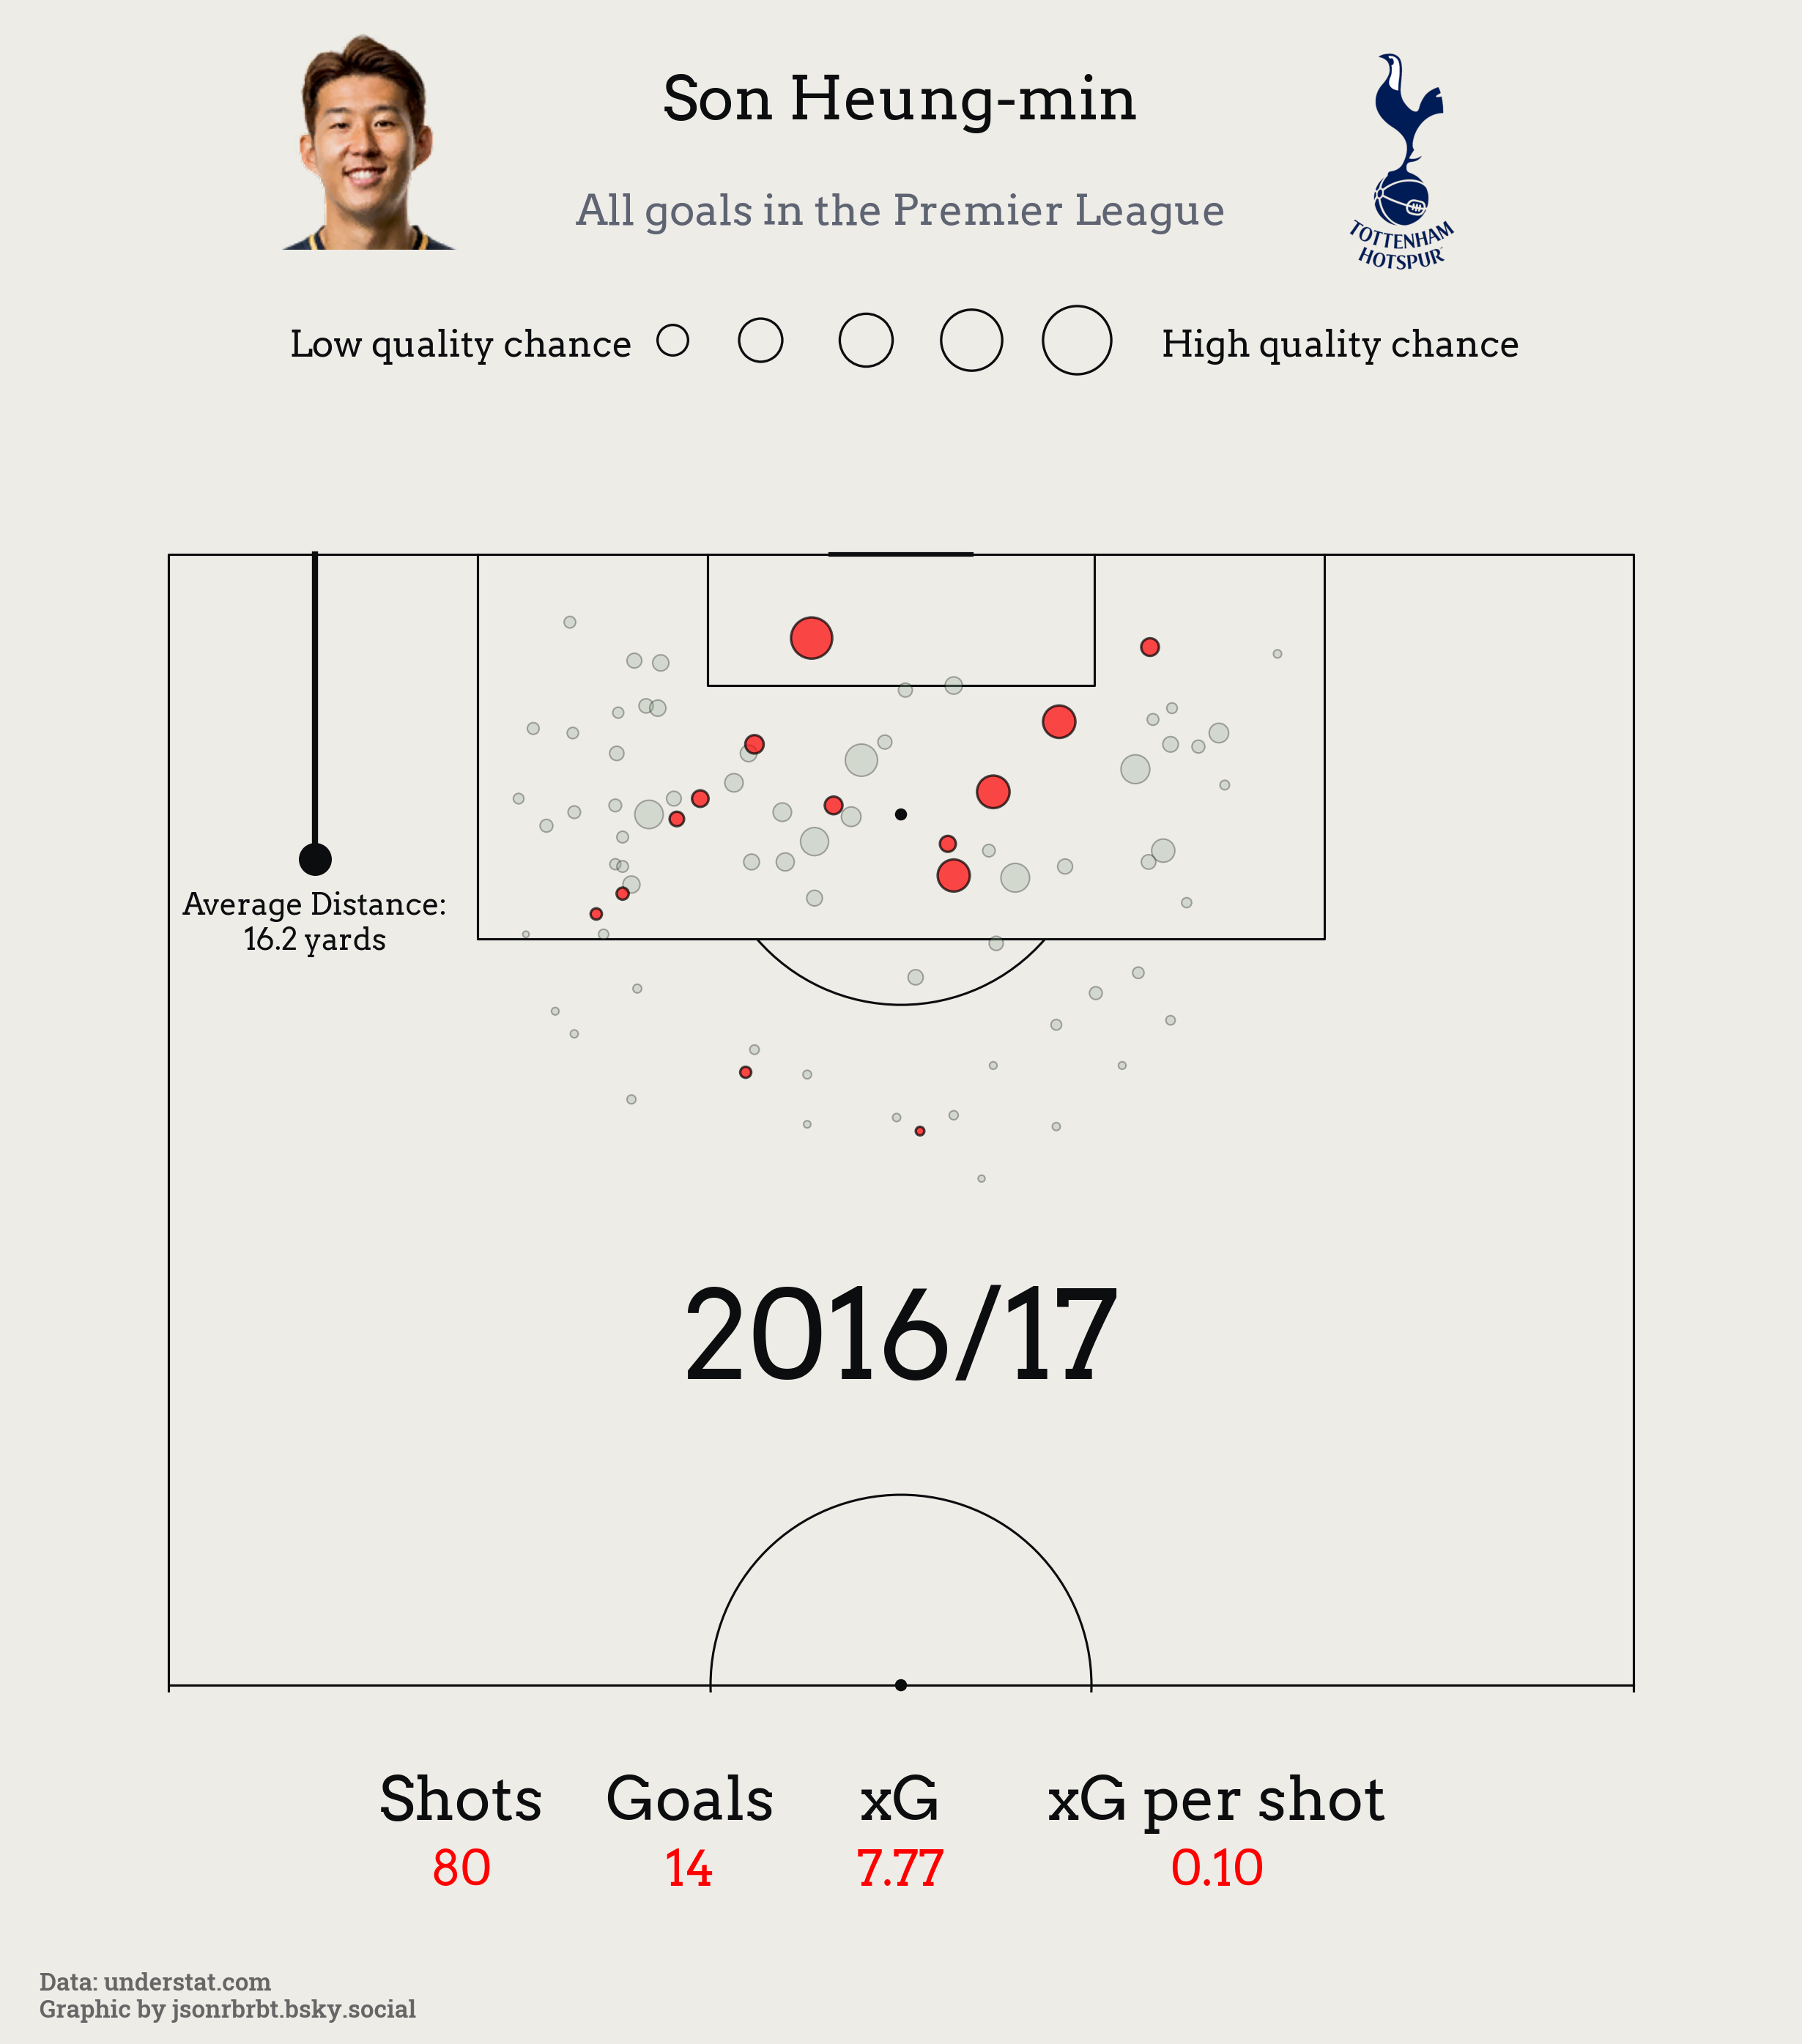 Son Heung-min
All goals in the Premier League
TOTTENHAM
HOTSPUR
Low quality chance
High quality chance
Average Distance:
16.2 yards
2016/17
Shots Goals xG xG per shot
80 14 7.77 0.10
Data: understat.com
Graphic by jsonrbrbt.bsky.social